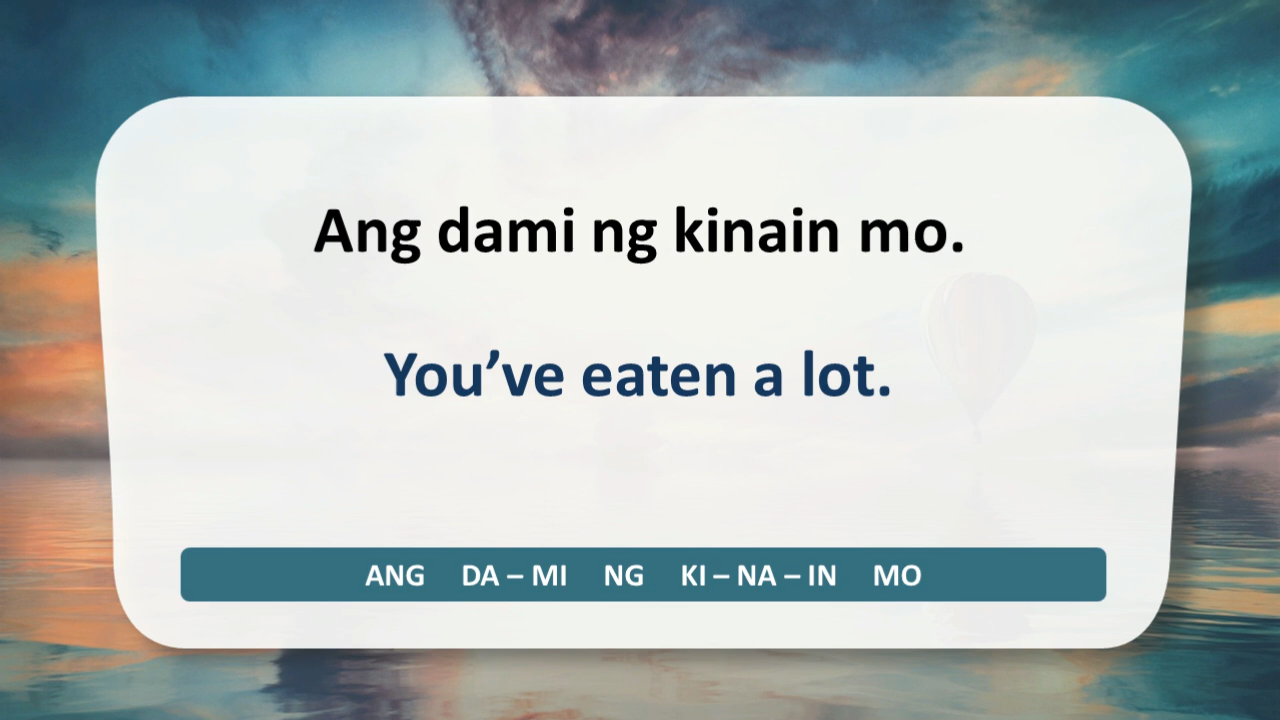 Ang dami ng kinain mo.
You’ve eaten a lot.
ANG DA – MI NG KI – NA – IN MO